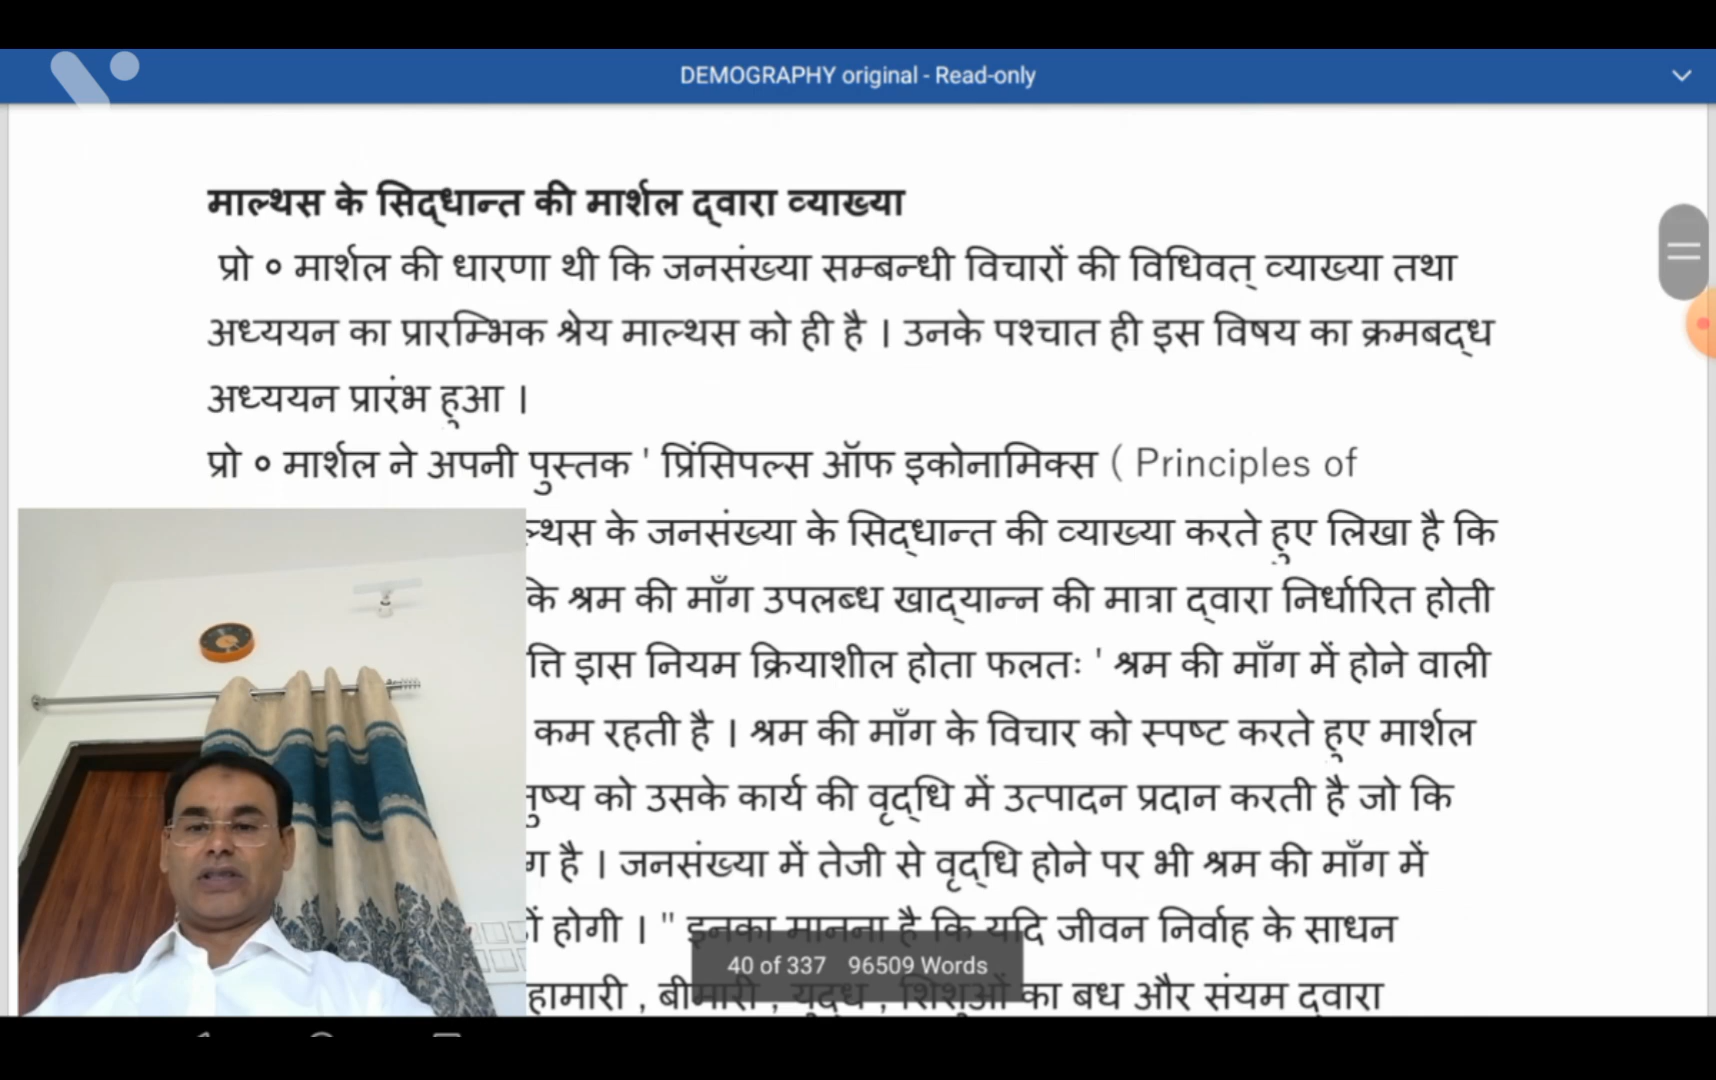 DEMOGRAPHY original - Read-only
माल्थस के सिद्धान्त की मार्शल द्वारा व्याख्या
प्रो ० मार्शल की धारणा थी कि जनसंख्या सम्बन्धी विचारों की विधिवत् व्याख्या तथा
अध्ययन का प्रारम्भिक श्रेय माल्थस को ही है । उनके पश्चात ही इस विषय का क्रमबद्ध
अध्ययन प्रारंभ हुआ ।
प्रो ० मार्शल ने अपनी पुस्तक ' प्रिंसिपल्स ऑफ इकोनामिक्स ( Principles of
ल्थस के जनसंख्या के सिद्धान्त की व्याख्या करते हुए लिखा है कि
कि श्रम की माँग उपलब्ध खाद्यान्न की मात्रा द्वारा निर्धारित होती
त्ति ह्रास नियम क्रियाशील होता फलतः ' श्रम की माँग में होने वाली
कम रहती है । श्रम की माँग के विचार को स्पष्ट करते हुए मार्शल
नुष्य को उसके कार्य की वृद्धि में उत्पादन प्रदान करती है जो कि
ग है । जनसंख्या में तेजी से वृद्धि होने पर भी श्रम की माँग में
होगी । " इनका मानना है कि यदि जीवन निर्वाह के साधन
40 of 337 96509 Words
हामारी , बीमारी , युद्ध , शिशुओं का बध और संयम द्वारा